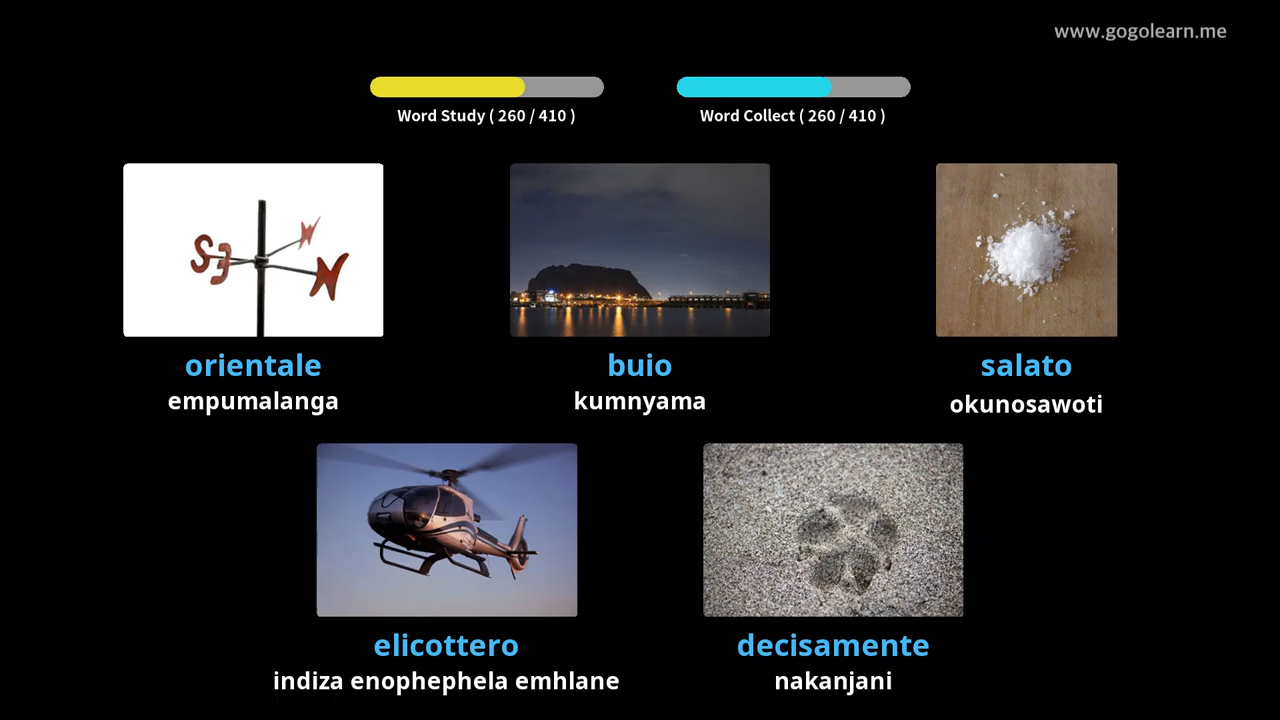 www.gogolearn.me
Word Study ( 260 / 410 )
Word Collect ( 260 / 410 )
S
E
N
orientale
empumalanga
buio
kumnyama
salato
okunosawoti
elicottero
indiza enophephela emhlane
decisamente
nakanjani